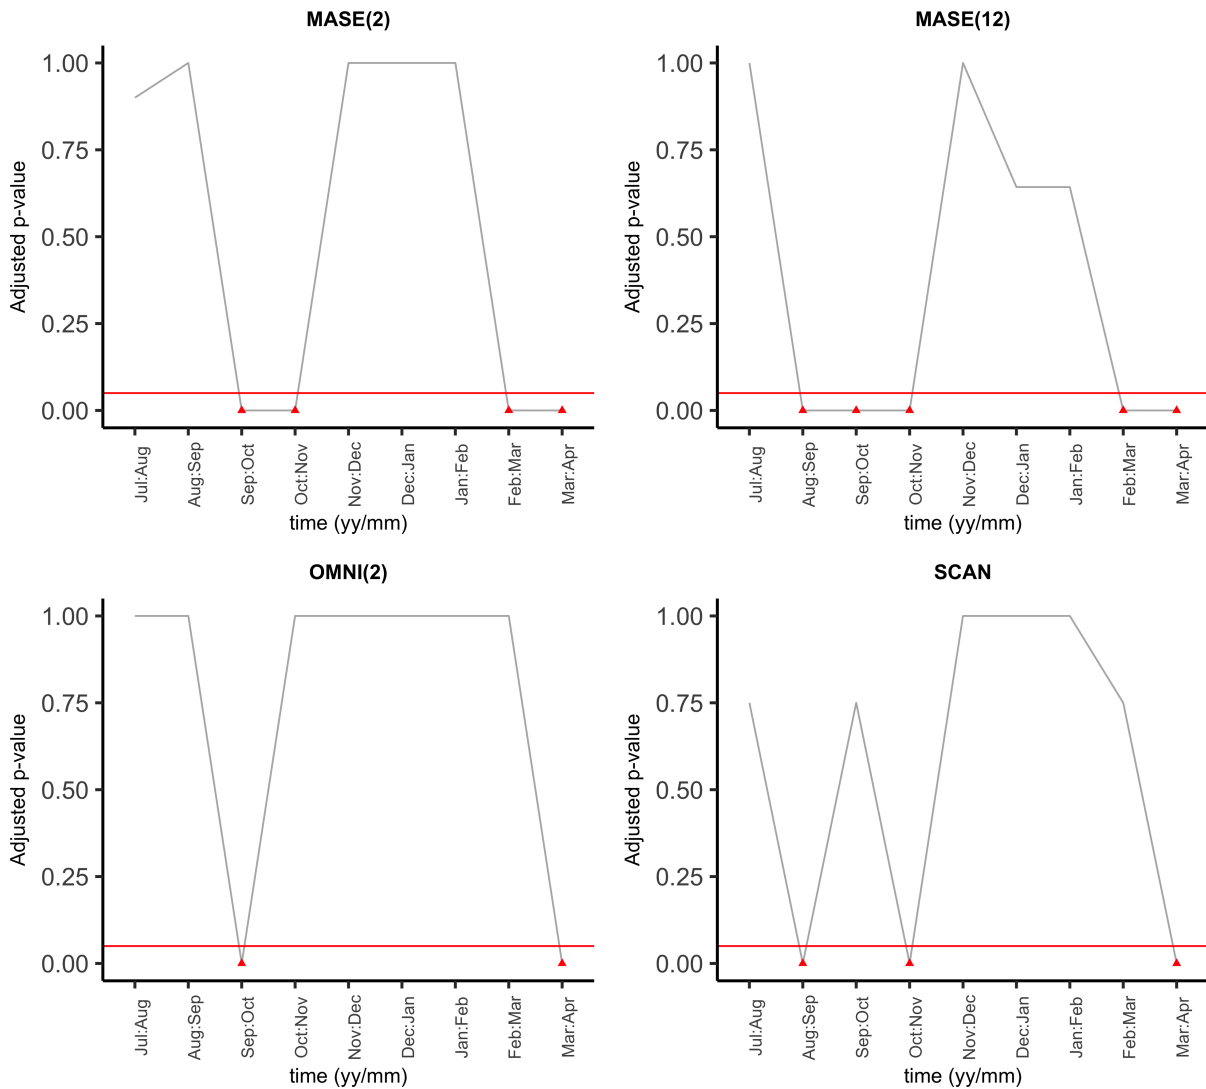 MASE(2)
Adjusted p-value
1.00
0.75
0.50
0.25
0.00
Jul:Aug
Aug:Sep
Sep:Oct
Oct:Nov
Nov:Dec
Dec:Jan
Jan:Feb
Feb:Mar
Mar:Apr
time (yy/mm)
MASE(12)
Adjusted p-value
1.00
0.75
0.50
0.25
0.00
Jul:Aug
Aug:Sep
Sep:Oct
Oct:Nov
Nov:Dec
Dec:Jan
Jan:Feb
Feb:Mar
Mar:Apr
time (yy/mm)
OMNI(2)
Adjusted p-value
1.00
0.75
0.50
0.25
0.00
Jul:Aug
Aug:Sep
Sep:Oct
Oct:Nov
Nov:Dec
Dec:Jan
Jan:Feb
Feb:Mar
Mar:Apr
time (yy/mm)
SCAN
Adjusted p-value
1.00
0.75
0.50
0.25
0.00
Jul:Aug
Aug:Sep
Sep:Oct
Oct:Nov
Nov:Dec
Dec:Jan
Jan:Feb
Feb:Mar
Mar:Apr
time (yy/mm)